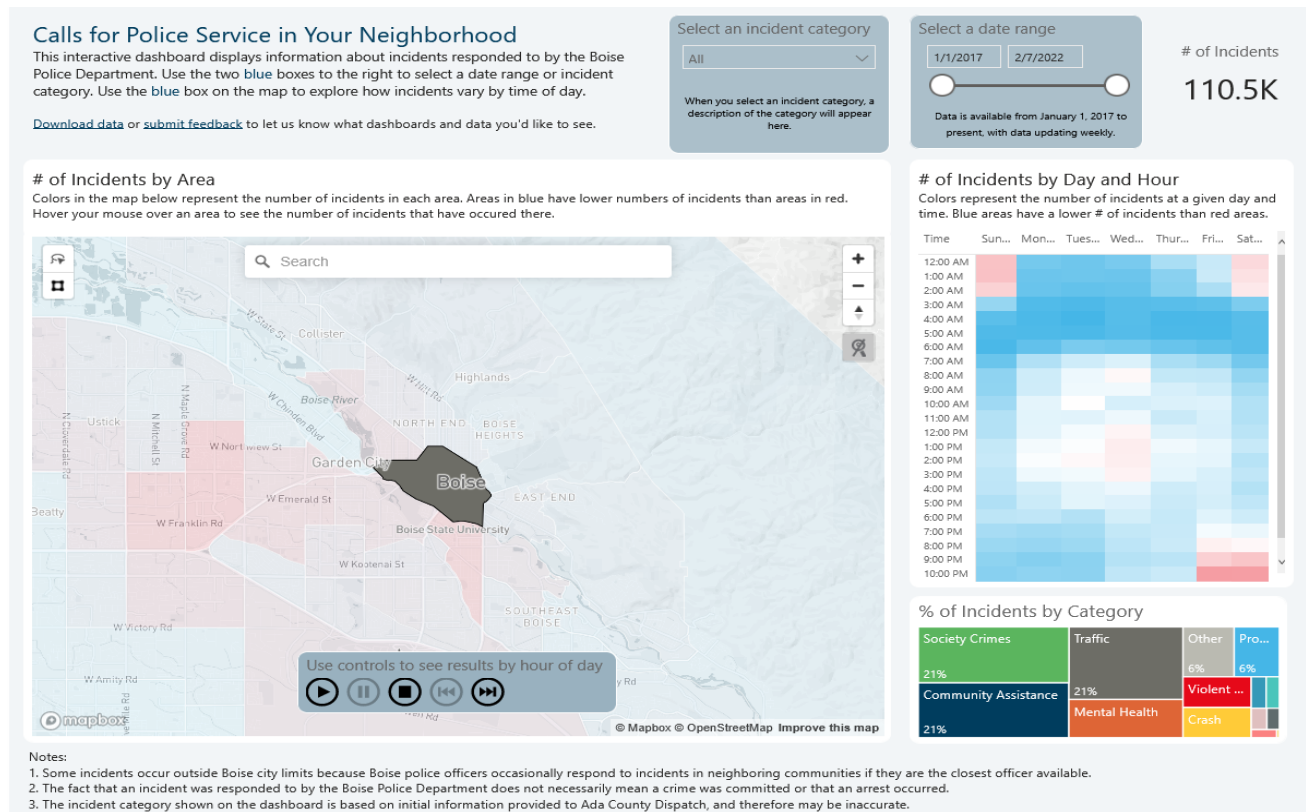 Calls for Police Service in Your Neighborhood
This interactive dashboard displays information about incidents responded to by the Boise
Police Department. Use the two blue boxes to the right to select a date range or incident
category. Use the blue box on the map to explore how incidents vary by time of day.
Download data or submit feedback to let us know what dashboards and data you'd like to see.
Select an incident category
All
When you select an incident category, a
description of the category will appear
here.
Select a date range
1/1/2017 2/7/2022
Data is available from January 1, 2017 to
present, with data updating weekly.
# of Incidents
110.5K
# of Incidents by Area
Colors in the map below represent the number of incidents in each area. Areas in blue have lower numbers of incidents than areas in red.
Hover your mouse over an area to see the number of incidents that have occured there.
Search
W State St
Collister
W Hill Rd
Highlands
Boise River
W Chinden Blvd
N Cloverdale Rd
Ustick
N Mitchell St
N Maple Grove Rd
NORTH END
BOISE
HEIGHTS
W Northview St
Garden City
Boise
W Emerald St
EAST END
Beatty
W Franklin Rd
Boise State University
W Kootenai St
SOUTHEAST
BOISE
W Victory Rd
W Amity Rd
Rd
Use controls to see results by hour of day
mapbox
© Mapbox © OpenStreetMap Improve this map
# of Incidents by Day and Hour
Colors represent the number of incidents at a given day and
time. Blue areas have a lower # of incidents than red areas.
Time Sun... Mon... Tues... Wed... Thur... Fri... Sat...
12:00 AM
1:00 AM
2:00 AM
3:00 AM
4:00 AM
5:00 AM
6:00 AM
7:00 AM
8:00 AM
9:00 AM
10:00 AM
11:00 AM
12:00 PM
1:00 PM
2:00 PM
3:00 PM
4:00 PM
5:00 PM
6:00 PM
7:00 PM
8:00 PM
9:00 PM
10:00 PM
% of Incidents by Category
Society Crimes
21%
Community Assistance
21%
Traffic
21%
Mental Health
Other
6%
Pro...
6%
Violent ...
Crash
Notes:
1. Some incidents occur outside Boise city limits because Boise police officers occasionally respond to incidents in neighboring communities if they are the closest officer available.
2. The fact that an incident was responded to by the Boise Police Department does not necessarily mean a crime was committed or that an arrest occurred.
3. The incident category shown on the dashboard is based on initial information provided to Ada County Dispatch, and therefore may be inaccurate.